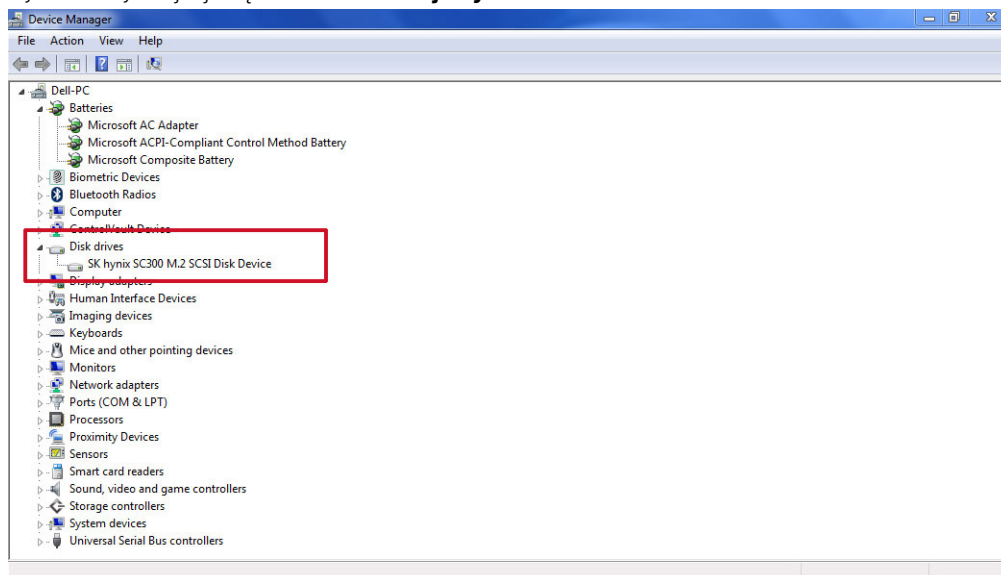 Device Manager
File Action View Help
Dell-PC
Batteries
Microsoft AC Adapter
Microsoft ACPI-Compliant Control Method Battery
Microsoft Composite Battery
Biometric Devices
Bluetooth Radios
Computer
ControlVault Device
Disk drives
SK hynix SC300 M.2 SCSI Disk Device
Display adapters
Human Interface Devices
Imaging devices
Keyboards
Mice and other pointing devices
Monitors
Network adapters
Ports (COM & LPT)
Processors
Proximity Devices
Sensors
Smart card readers
Sound, video and game controllers
Storage controllers
System devices
Universal Serial Bus controllers